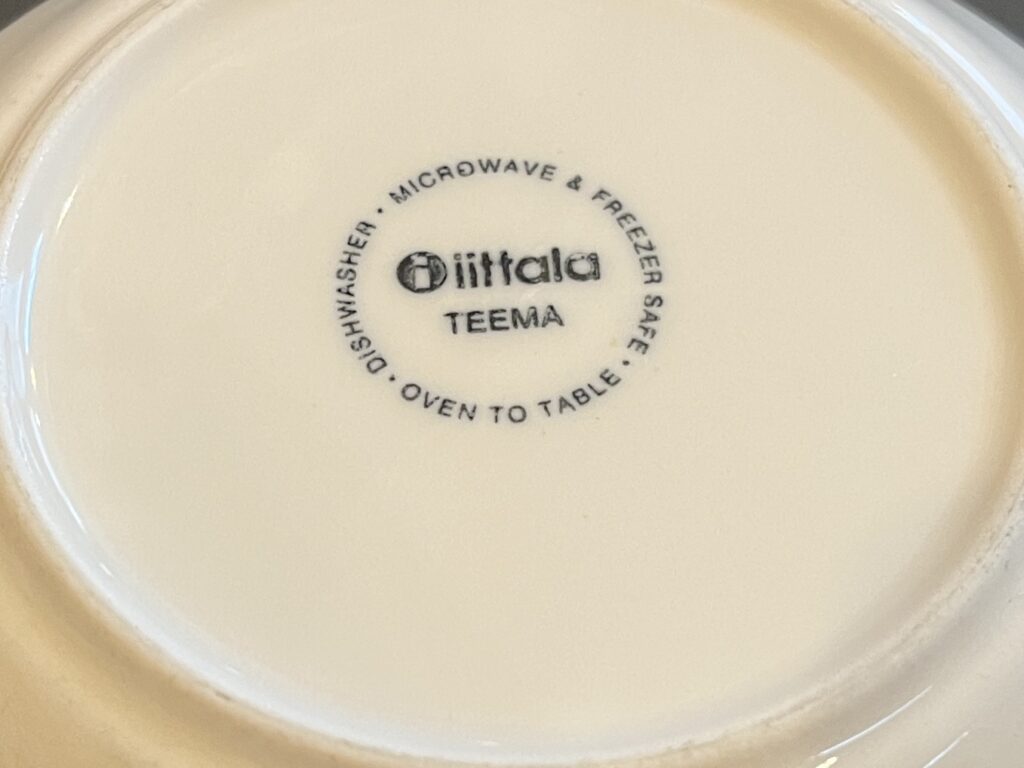 DISHWASHER · MICROWAVE & FREEZER SAFE · OVEN TO TABLE ·
i iittala
TEEMA